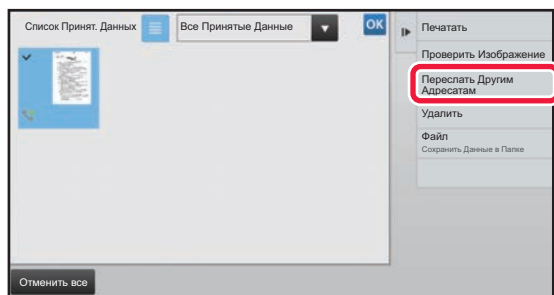 Список Принят. Данных
Все Принятые Данные
OK
Печатать
Проверить Изображение
Переслать Другим
Адресатам
Удалить
Файл
Сохранить Данные в Папке
Отменить все